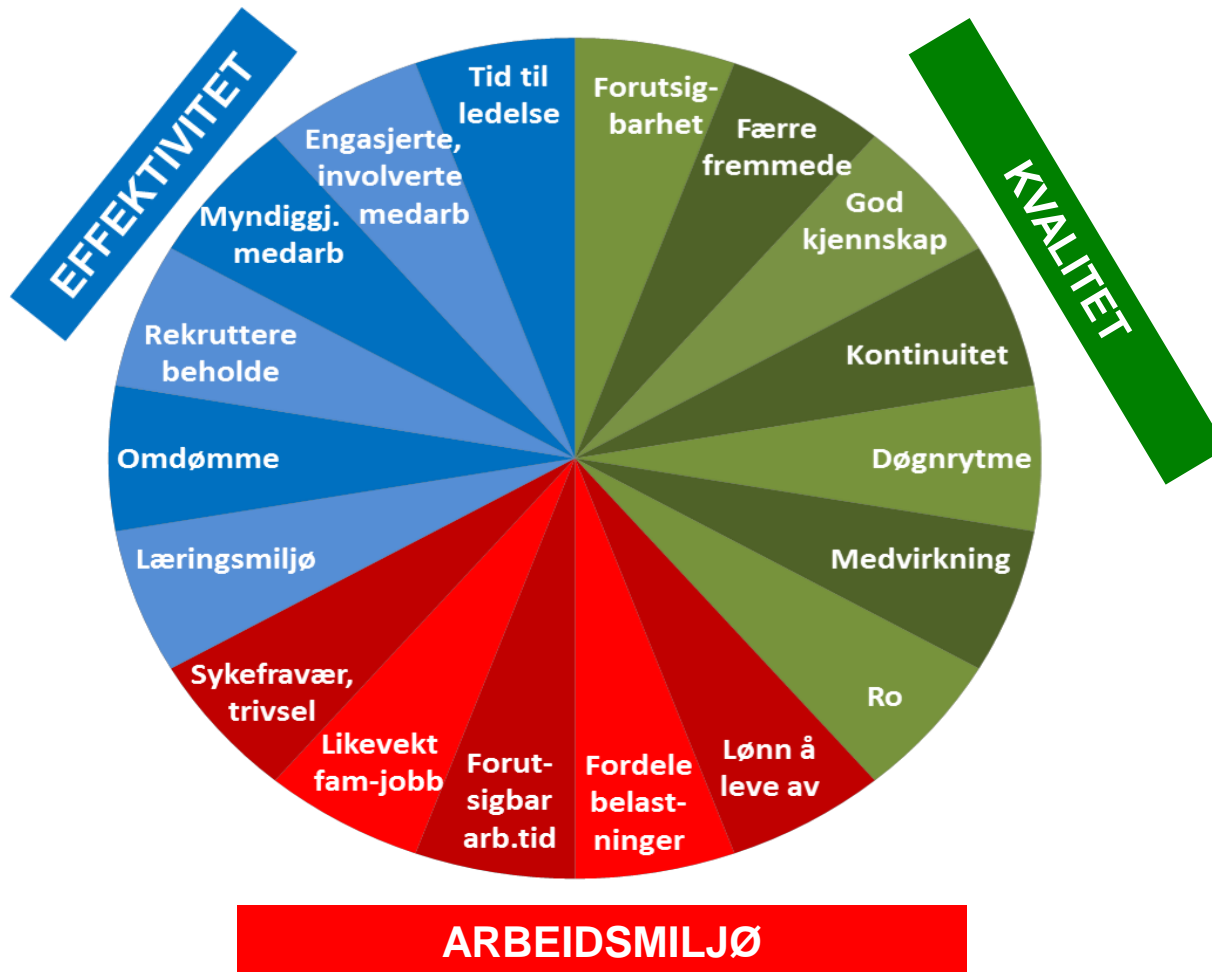 EFFEKTIVITET
KVALITET
Tid til
ledelse
Forutsig-
barhet
Færre
fremmede
God
kjennskap
Kontinuitet
Døgnrytme
Medvirkning
Ro
Lønn å
leve av
Fordele
belast-
ninger
Forut-
sigbar
arb.tid
Likevekt
fam-jobb
Sykefravær,
trivsel
Læringsmiljø
Omdømme
Rekruttere
beholde
Myndiggj.
medarb
Engasjerte,
involverte
medarb
ARBEIDSMILJØ